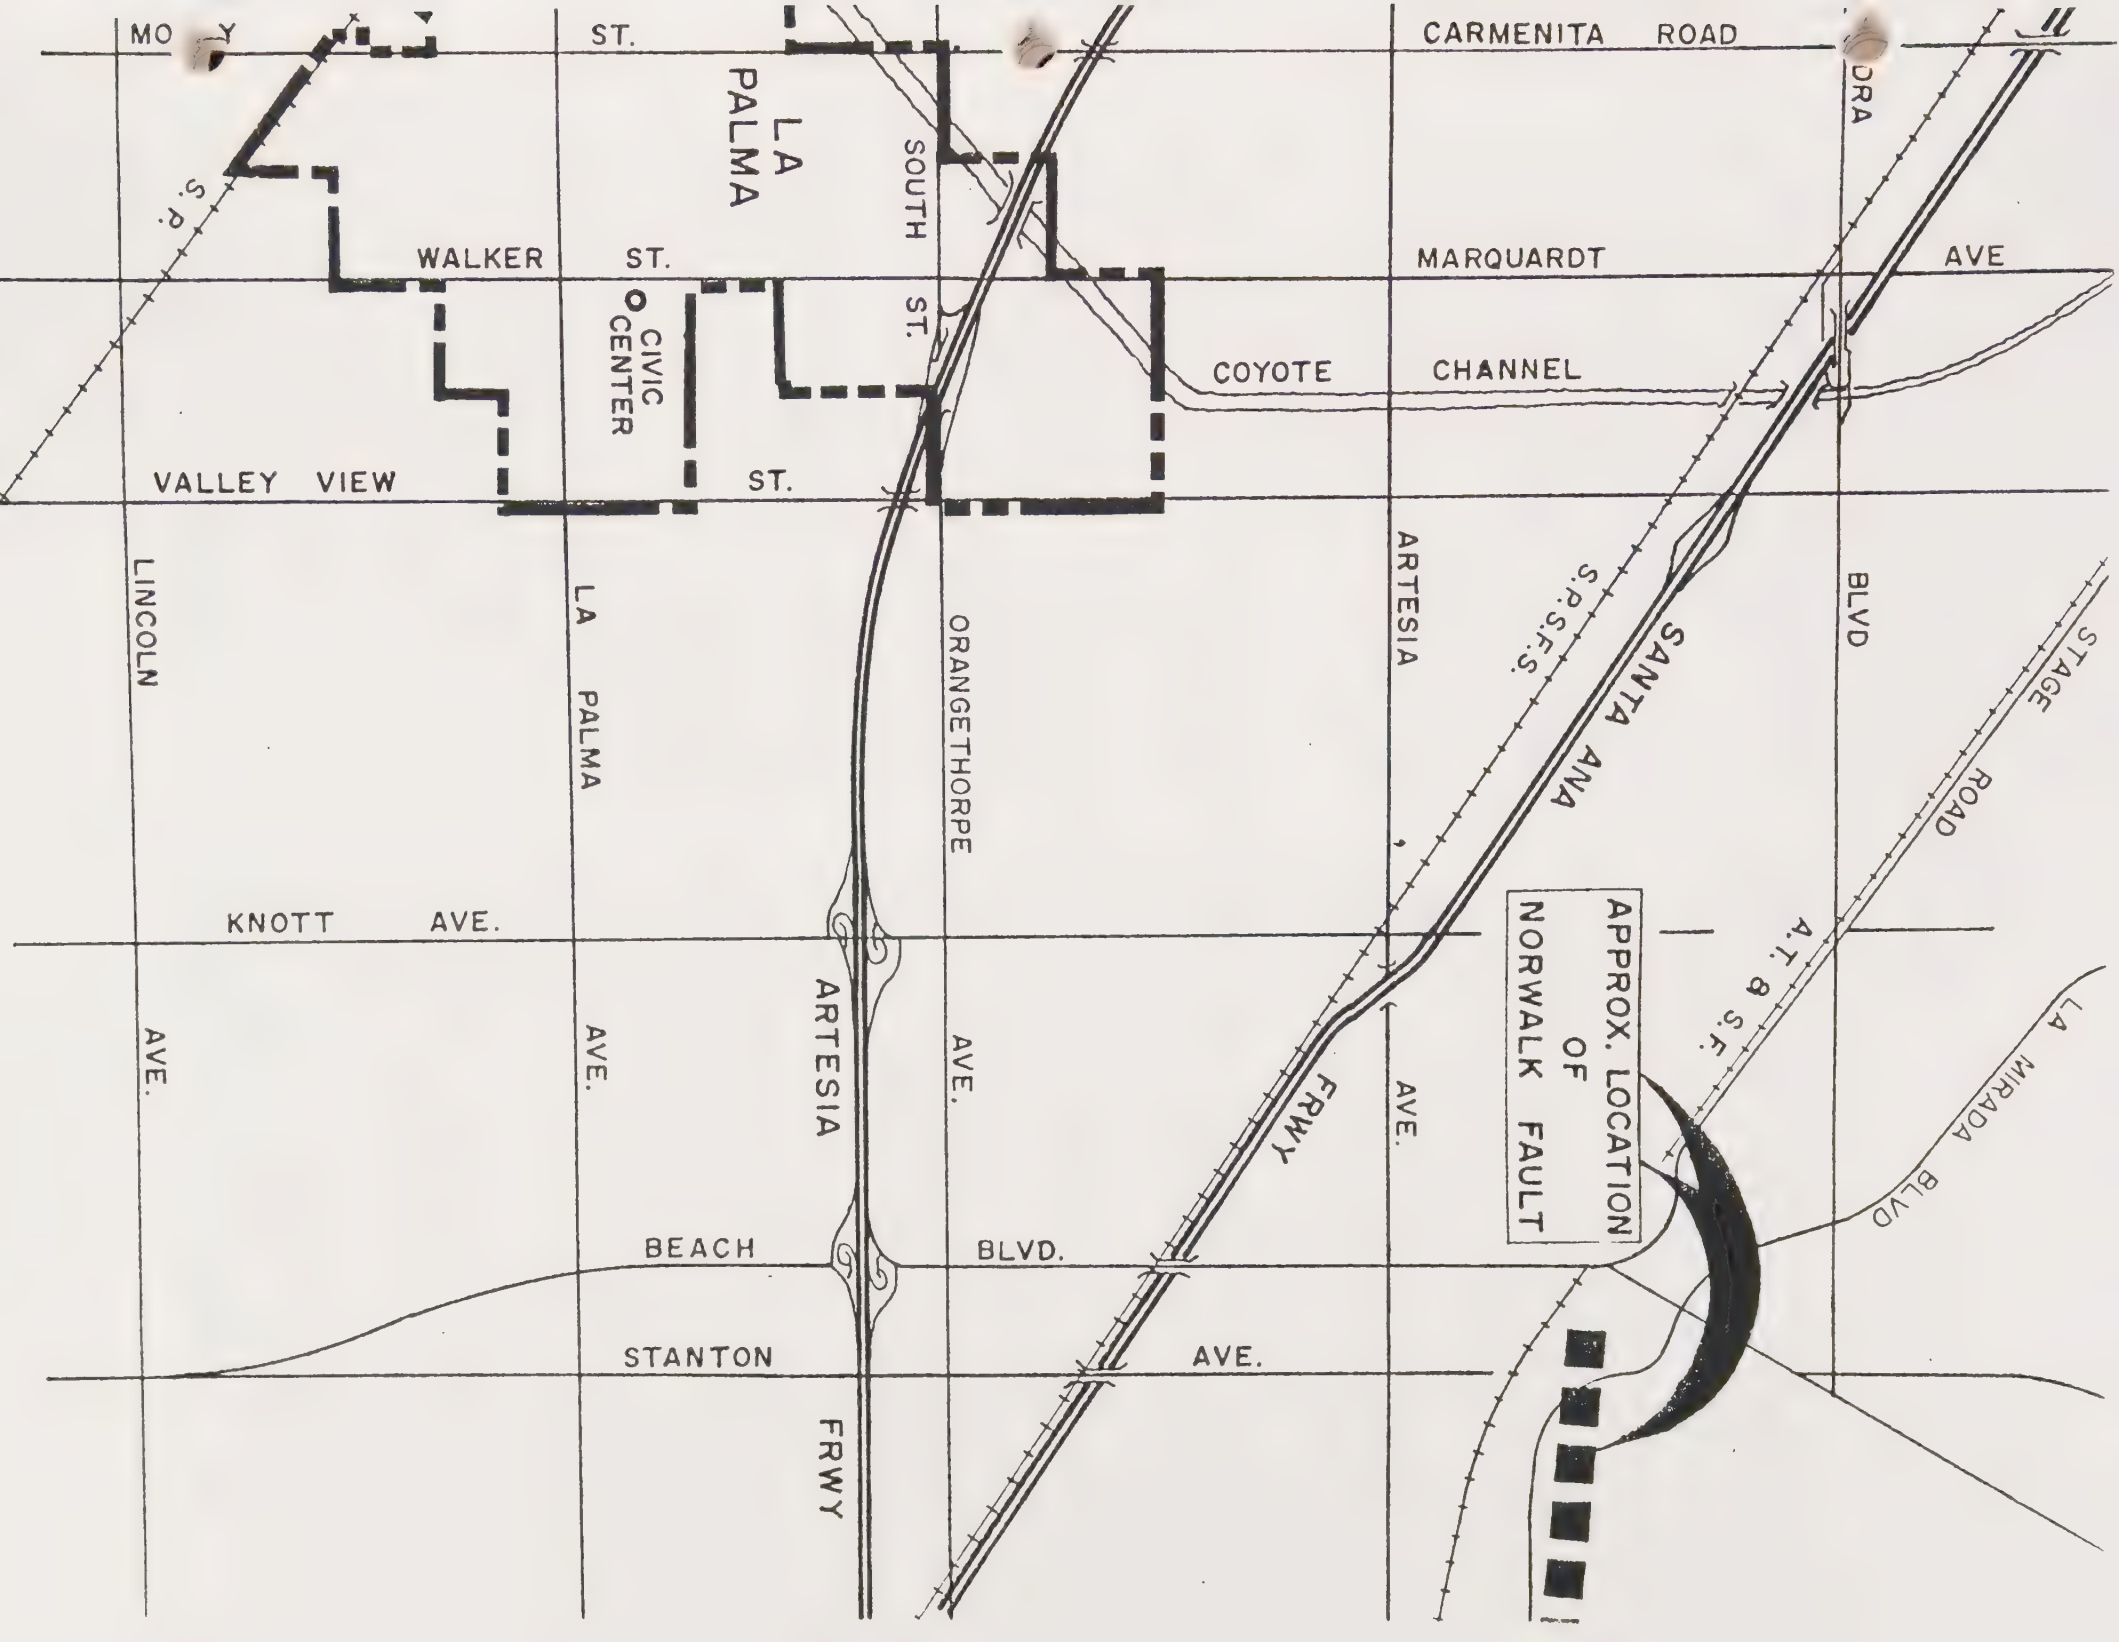 ST.
CARMENITA ROAD
DRA
LA
PALMA
SOUTH
ST.
S.P.
WALKER ST.
MARQUARDT AVE
CIVIC
CENTER
COYOTE CHANNEL
VALLEY VIEW ST.
LINCOLN
AVE.
LA PALMA
AVE.
ORANGETHORPE
AVE.
ARTESIA
AVE.
S.P.S.F.S.
SANTA ANA
FRWY
BLVD
STAGE
ROAD
KNOTT AVE.
ARTESIA
FRWY
APPROX. LOCATION
OF
NORWALK FAULT
A.T. & S.F.
LA MIRADA
BLVD
BEACH BLVD.
STANTON AVE.